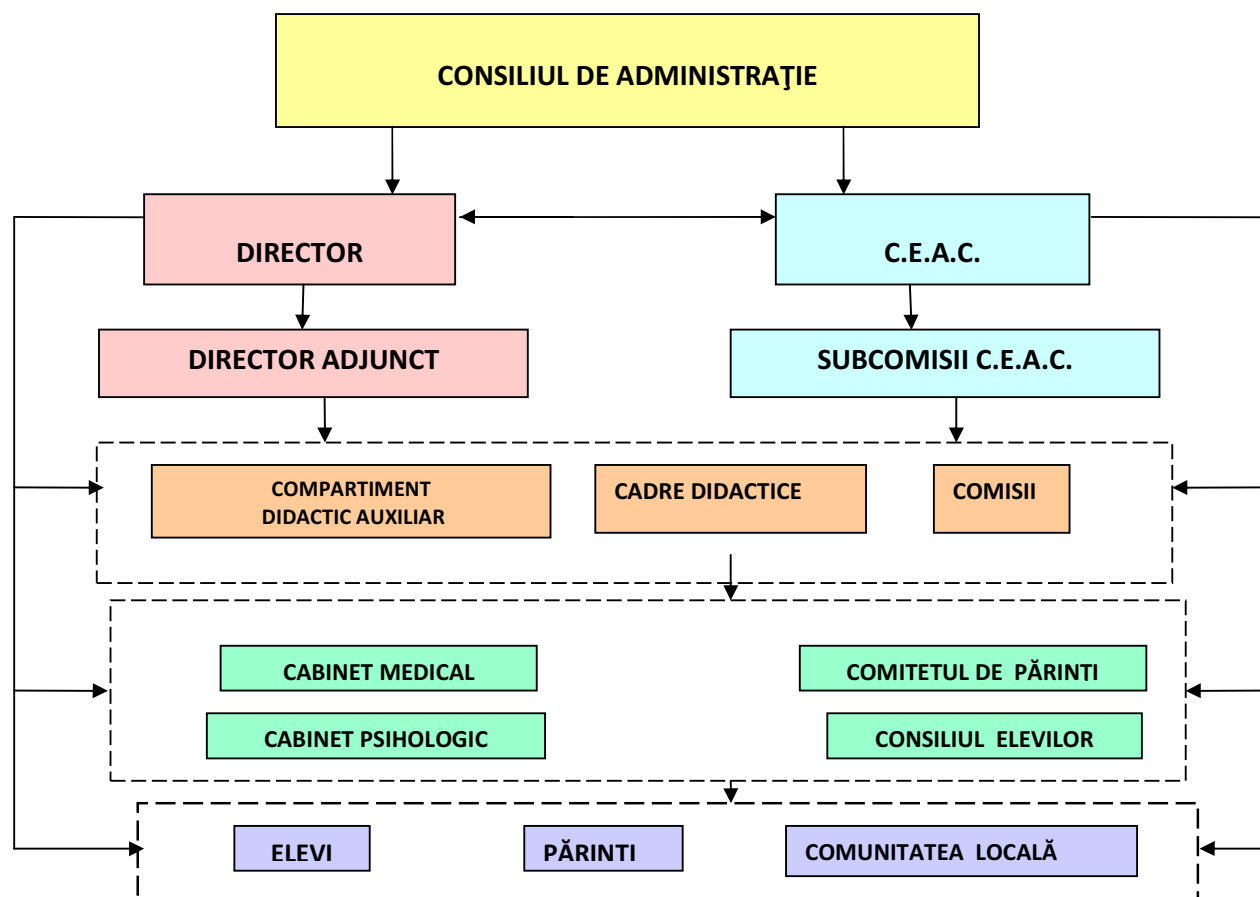 CONSILIUL DE ADMINISTRAŢIE
DIRECTOR
C.E.A.C.
DIRECTOR ADJUNCT
SUBCOMISII C.E.A.C.
COMPARTIMENT
DIDACTIC AUXILIAR
CADRE DIDACTICE
COMISII
CABINET MEDICAL
COMITETUL DE PĂRINŢI
CABINET PSIHOLOGIC
CONSILIUL ELEVILOR
ELEVI
PĂRINTI
COMUNITATEA LOCALĂ